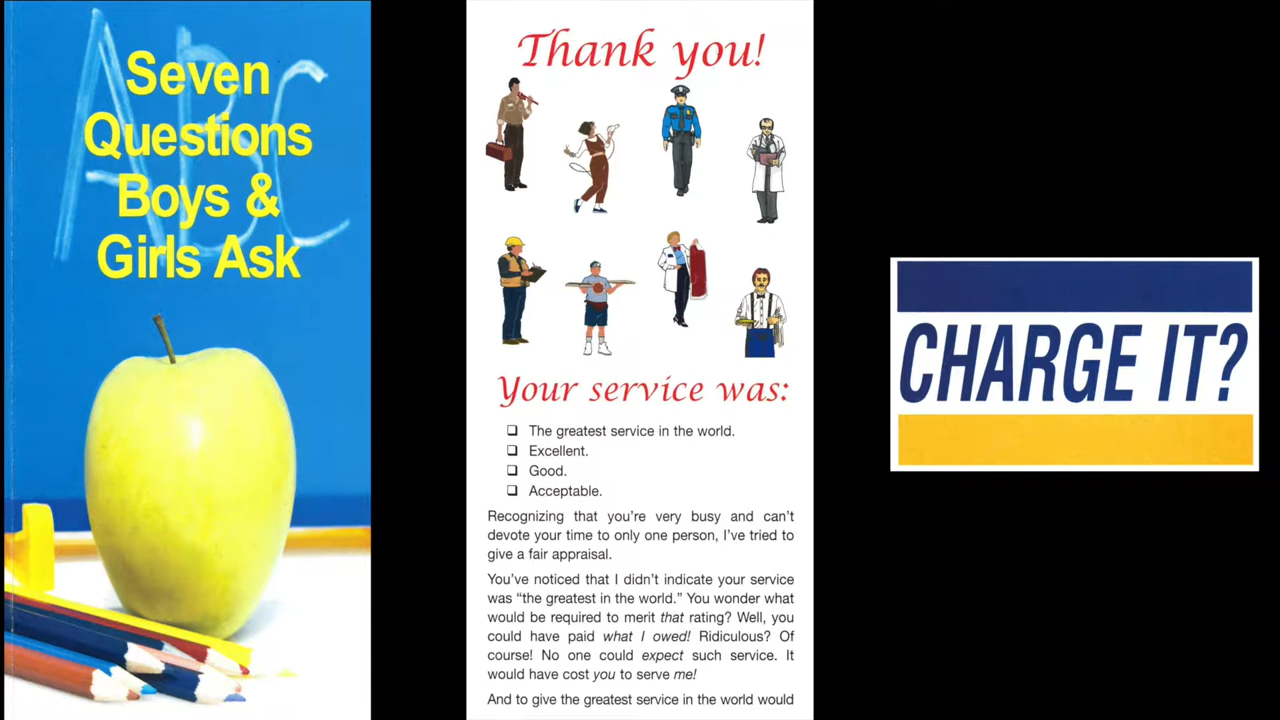 ABC
Seven
Questions
Boys &
Girls Ask
Thank you!
Your service was:
❑ The greatest service in the world.
❑ Excellent.
❑ Good.
❑ Acceptable.
Recognizing that you're very busy and can't
devote your time to only one person, I've tried to
give a fair appraisal.
You've noticed that I didn't indicate your service
was “the greatest in the world.” You wonder what
would be required to merit that rating? Well, you
could have paid what I owed! Ridiculous? Of
course! No one could expect such service. It
would have cost you to serve me!
And to give the greatest service in the world would
CHARGE IT?